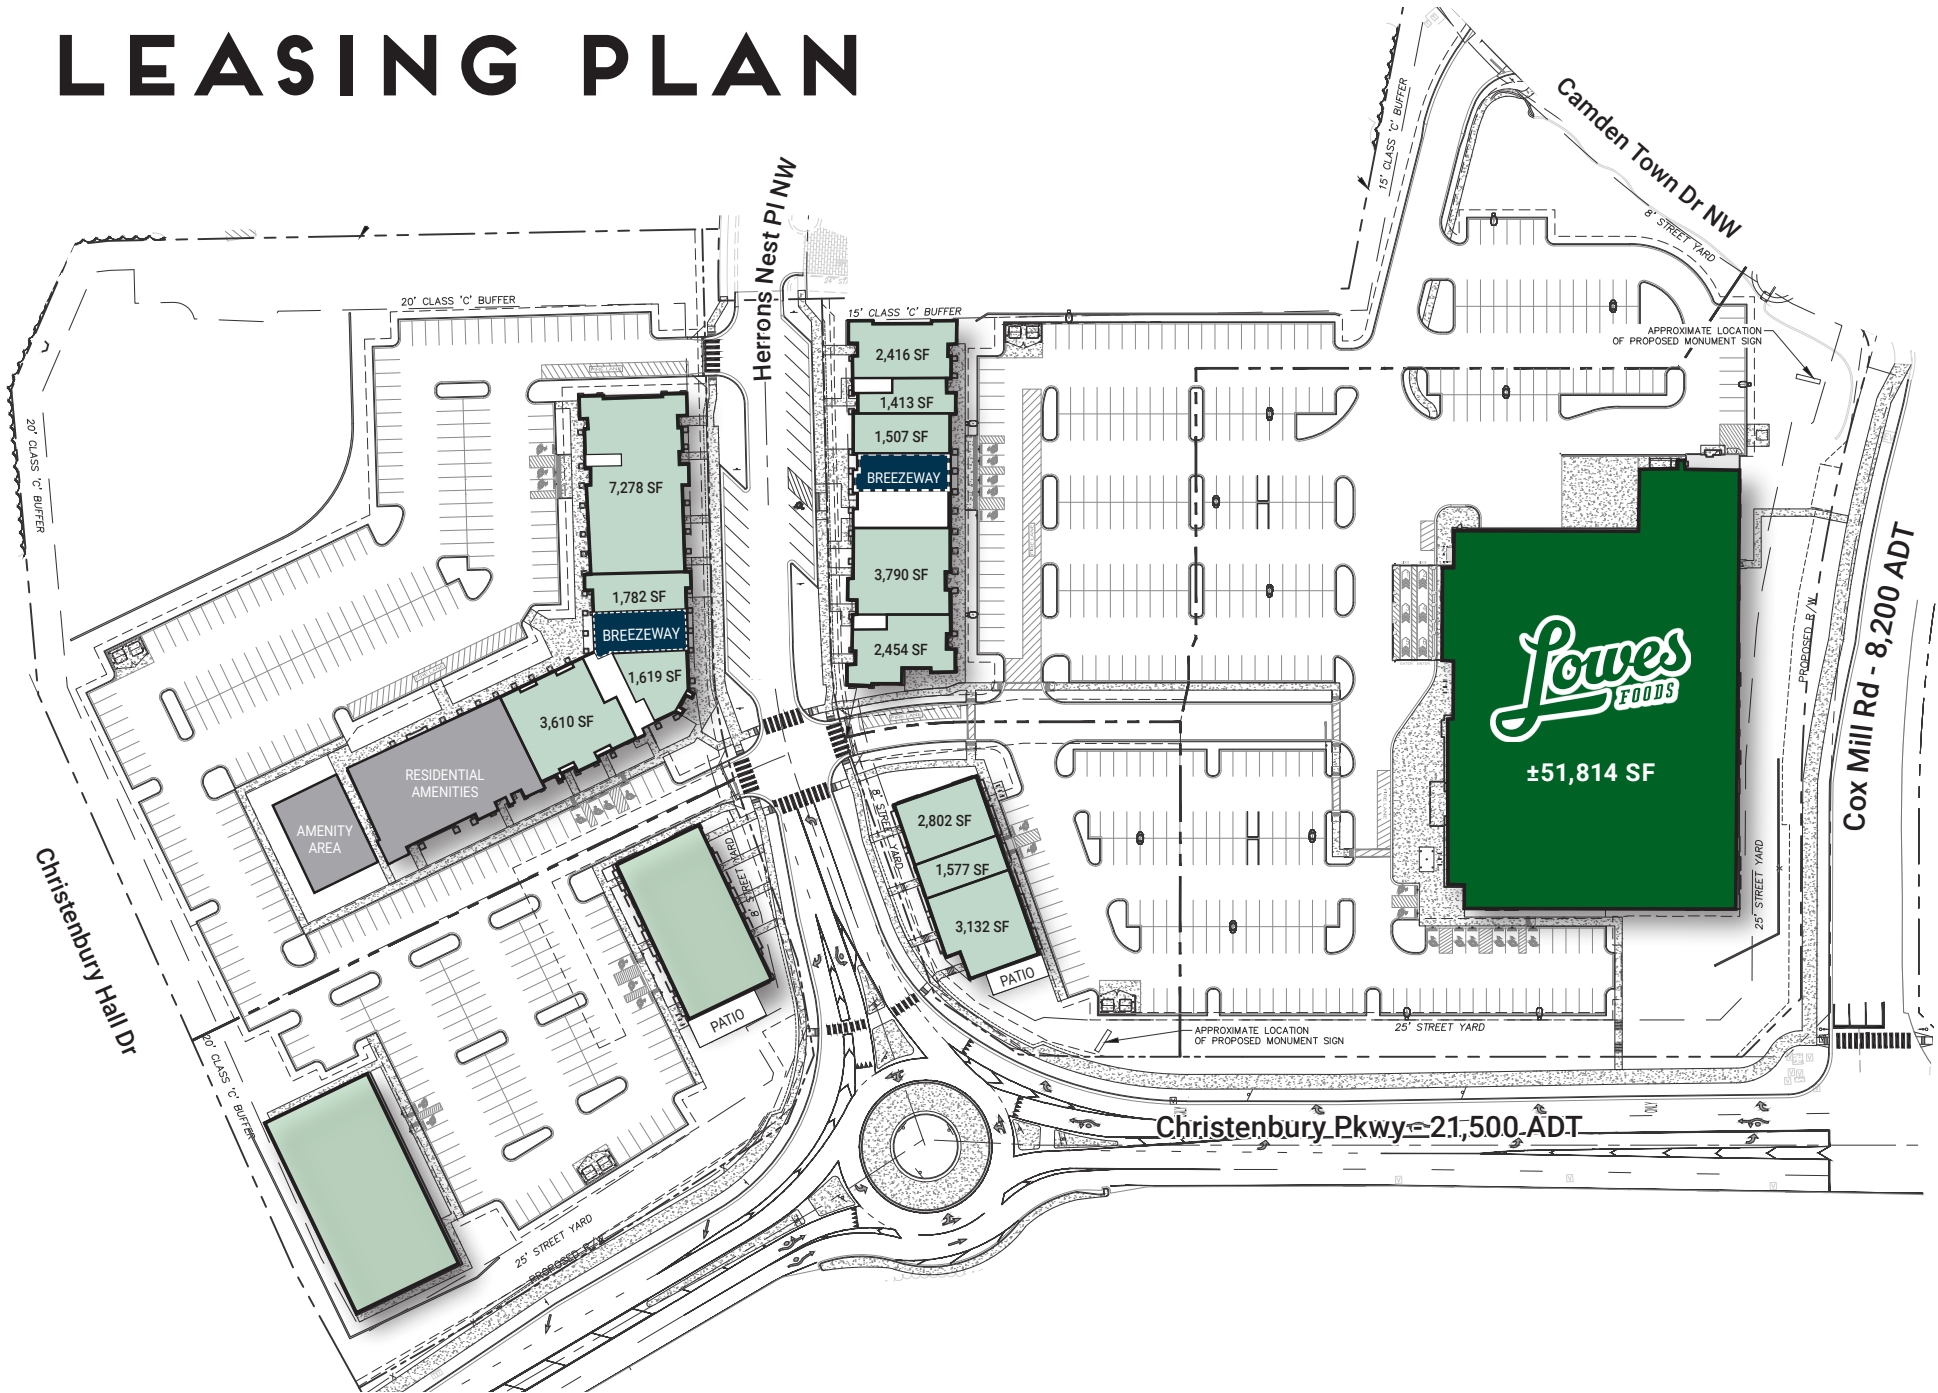 LEASING PLAN
Camden Town Dr NW
8' STREET YARD
15' CLASS 'C' BUFFER
Herrons Nest Pl NW
20' CLASS 'C' BUFFER
15' CLASS 'C' BUFFER
APPROXIMATE LOCATION
OF PROPOSED MONUMENT SIGN
2,416 SF
1,413 SF
1,507 SF
BREEZEWAY
3,790 SF
2,454 SF
20' CLASS 'C' BUFFER
7,278 SF
1,782 SF
BREEZEWAY
1,619 SF
3,610 SF
RESIDENTIAL
AMENITIES
AMENITY
AREA
Lowes
FOODS
±51,814 SF
PROPOSED R/W
Cox Mill Rd - 8,200 ADT
25' STREET YARD
8' STREET YARD
2,802 SF
1,577 SF
3,132 SF
PATIO
8' STREET YARD
PATIO
Christenbury Hall Dr
20' CLASS 'C' BUFFER
APPROXIMATE LOCATION
OF PROPOSED MONUMENT SIGN
25' STREET YARD
Christenbury Pkwy - 21,500 ADT
25' STREET YARD
PROPOSED R/W